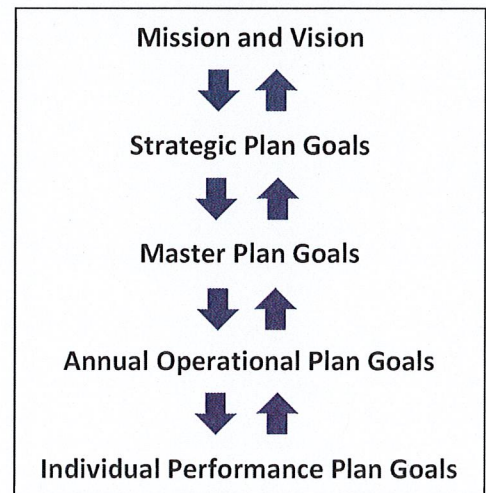 Mission and Vision
Strategic Plan Goals
Master Plan Goals
Annual Operational Plan Goals
Individual Performance Plan Goals